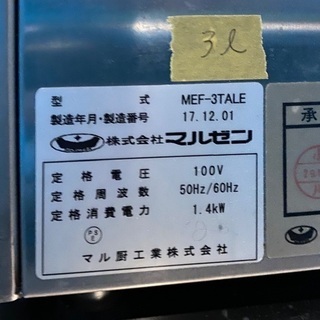 3ℓ
型 式 MEF-3TALE
製造年月・製造番号 17.12.01
株式会社 マルゼン
定格電圧 100V
定格周波数 50Hz/60Hz
定格消費電力 1.4kW
PSE
マル厨工業株式会社
承